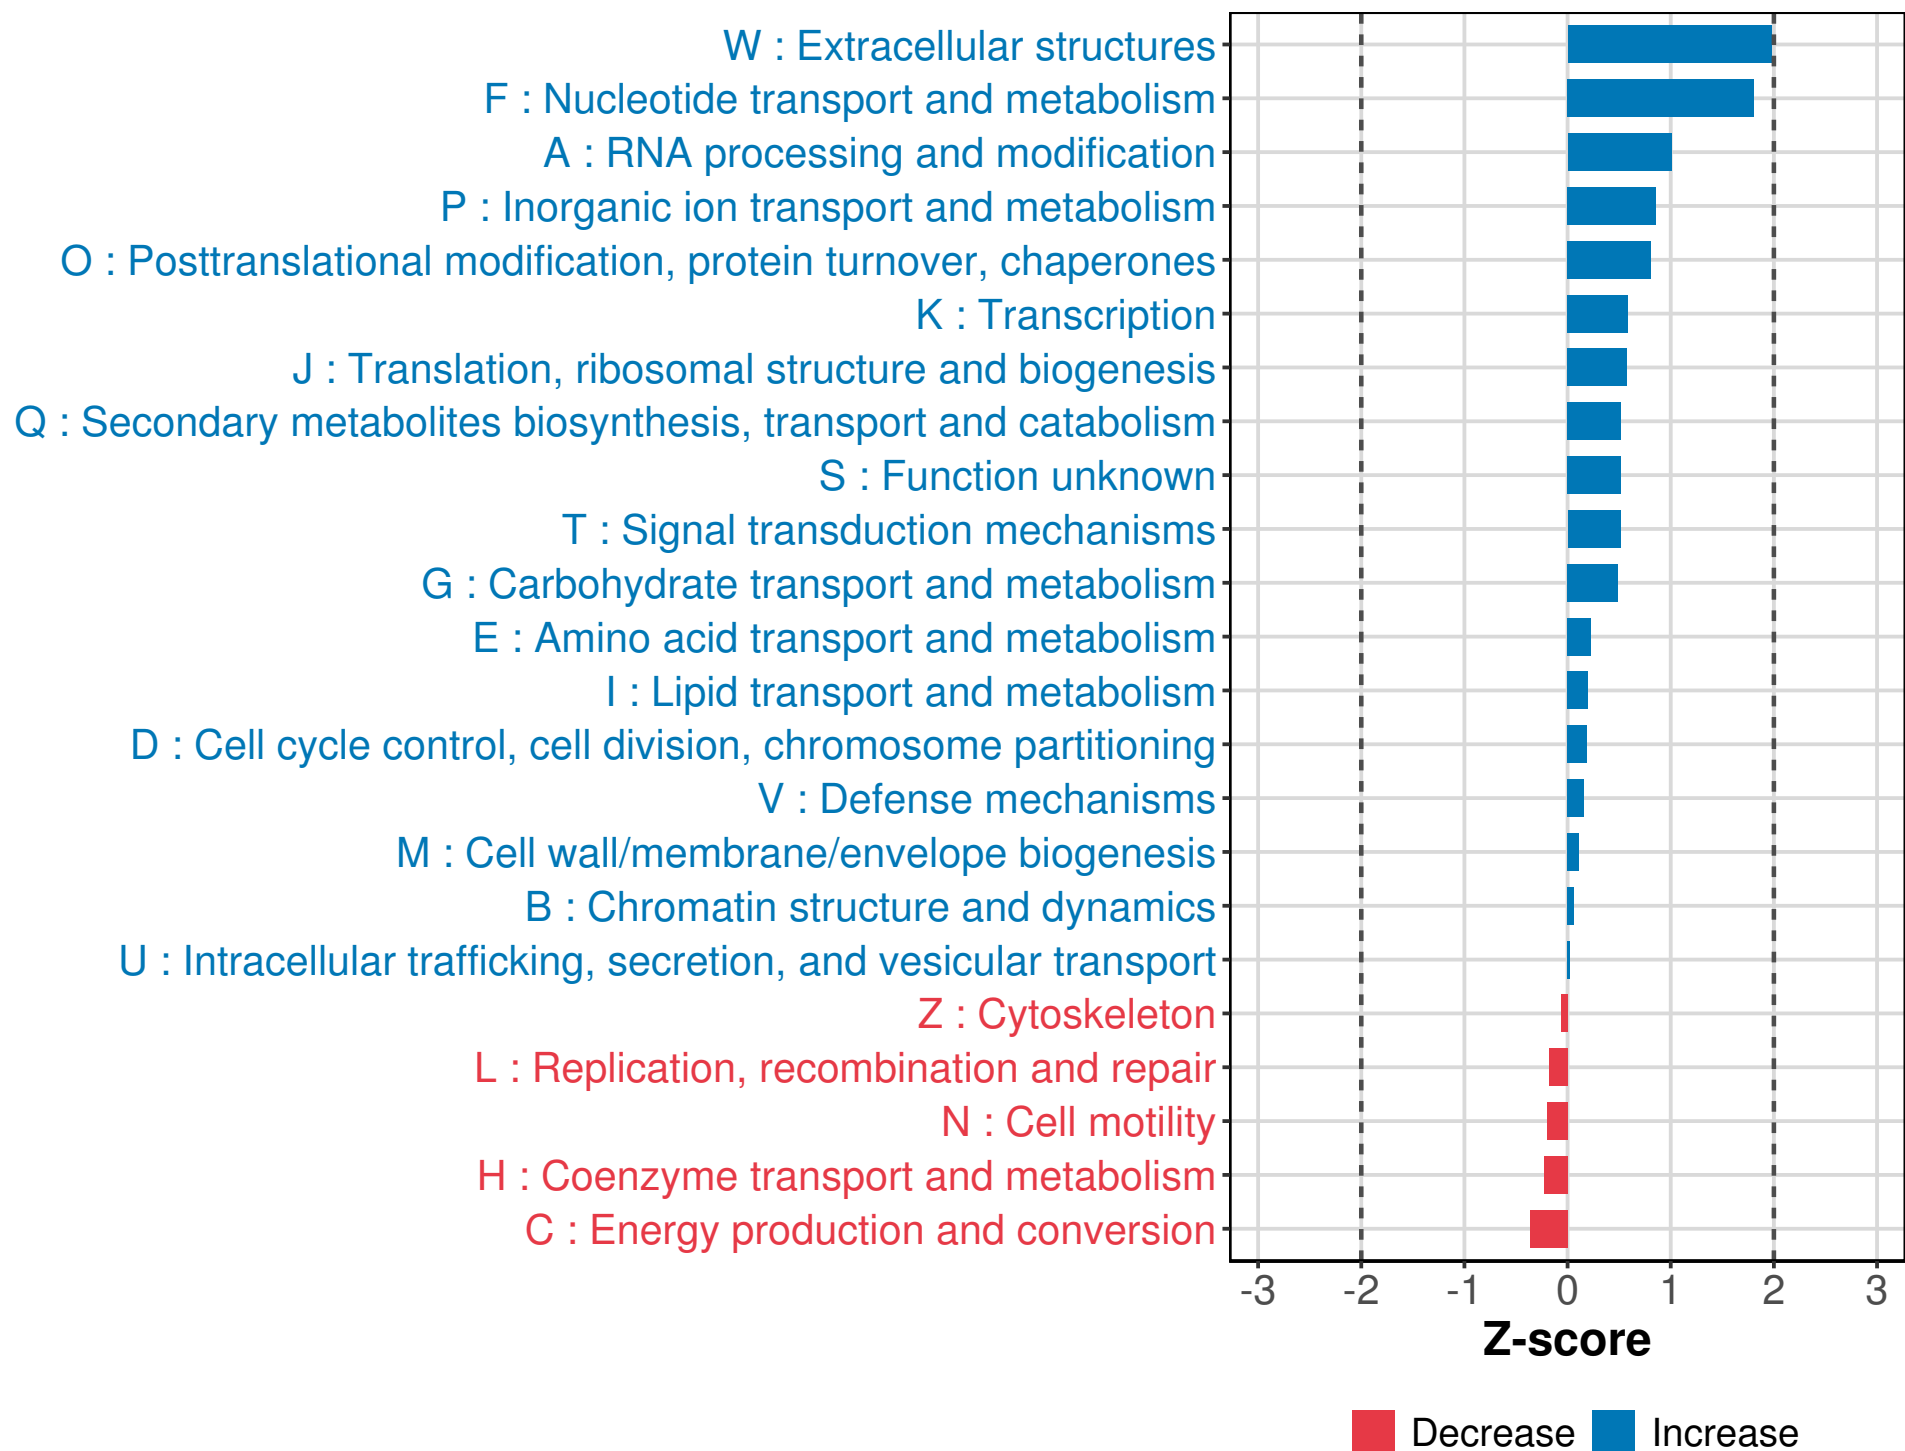 W : Extracellular structures
F : Nucleotide transport and metabolism
A : RNA processing and modification
P : Inorganic ion transport and metabolism
O : Posttranslational modification, protein turnover, chaperones
K : Transcription
J : Translation, ribosomal structure and biogenesis
Q : Secondary metabolites biosynthesis, transport and catabolism
S : Function unknown
T : Signal transduction mechanisms
G : Carbohydrate transport and metabolism
E : Amino acid transport and metabolism
I : Lipid transport and metabolism
D : Cell cycle control, cell division, chromosome partitioning
V : Defense mechanisms
M : Cell wall/membrane/envelope biogenesis
B : Chromatin structure and dynamics
U : Intracellular trafficking, secretion, and vesicular transport
Z : Cytoskeleton
L : Replication, recombination and repair
N : Cell motility
H : Coenzyme transport and metabolism
C : Energy production and conversion
-3 -2 -1 0 1 2 3
Z-score
Decrease Increase